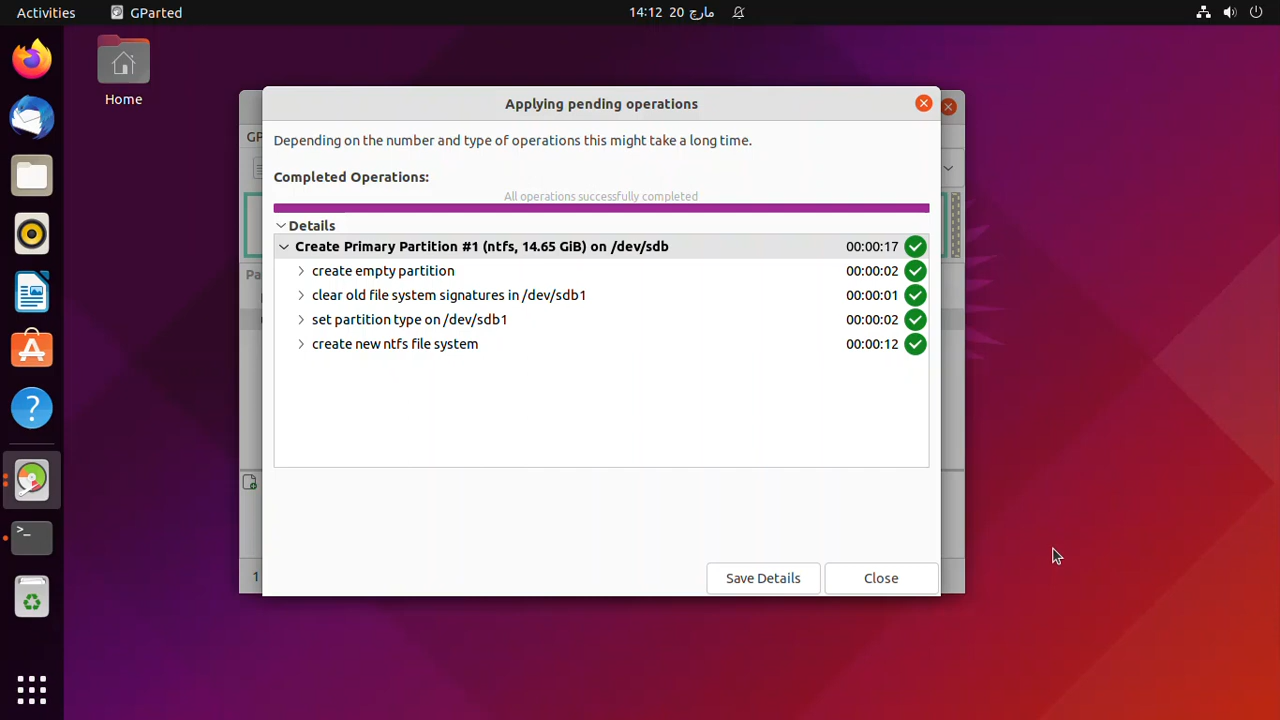 Activities
GParted
مارچ 20 14:12
Home
Applying pending operations
GP
Depending on the number and type of operations this might take a long time.
Completed Operations:
All operations successfully completed
Details
Pa
Create Primary Partition #1 (ntfs, 14.65 GiB) on /dev/sdb 00:00:17
create empty partition 00:00:02
clear old file system signatures in /dev/sdb1 00:00:01
set partition type on /dev/sdb1 00:00:02
create new ntfs file system 00:00:12
1
Save Details
Close